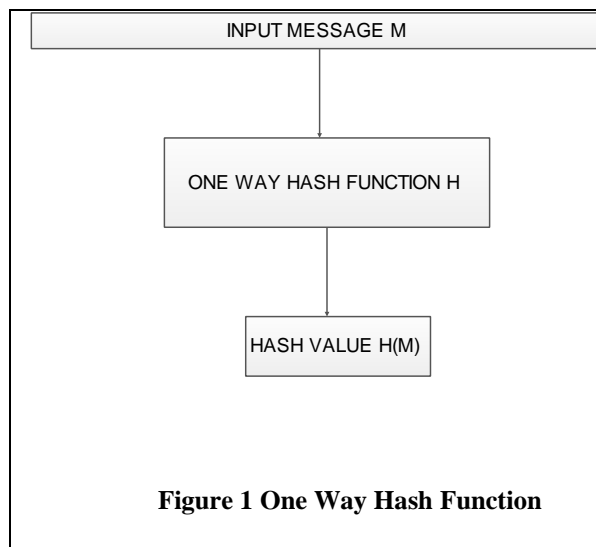 INPUT MESSAGE M
ONE WAY HASH FUNCTION H
HASH VALUE H(M)
Figure 1 One Way Hash Function